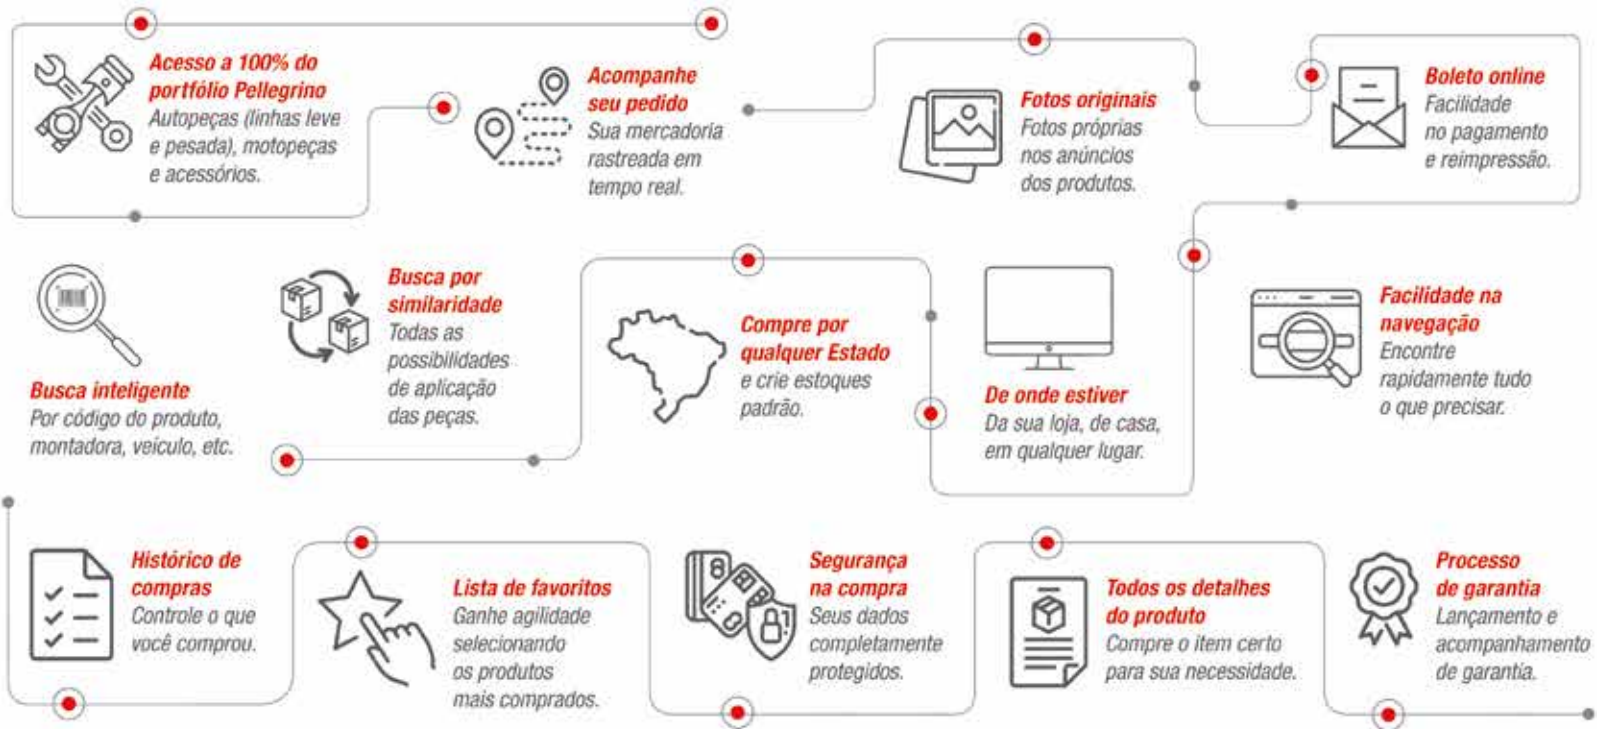 Acesso a 100% do
portfólio Pellegrino
Autopeças (linhas leve
e pesada), motopeças
e acessórios.
Acompanhe
seu pedido
Sua mercadoria
rastreada em
tempo real.
Fotos originais
Fotos próprias
nos anúncios
dos produtos.
Boleto online
Facilidade
no pagamento
e reimpressão.
Busca inteligente
Por código do produto,
montadora, veículo, etc.
Busca por
similaridade
Todas as
possibilidades
de aplicação
das peças.
Compre por
qualquer Estado
e crie estoques
padrão.
De onde estiver
Da sua loja, de casa,
em qualquer lugar.
Facilidade na
navegação
Encontre
rapidamente tudo
o que precisar.
Histórico de
compras
Controle o que
você comprou.
Lista de favoritos
Ganhe agilidade
selecionando
os produtos
mais comprados.
Segurança
na compra
Seus dados
completamente
protegidos.
Todos os detalhes
do produto
Compre o item certo
para sua necessidade.
Processo
de garantia
Lançamento e
acompanhamento
de garantia.